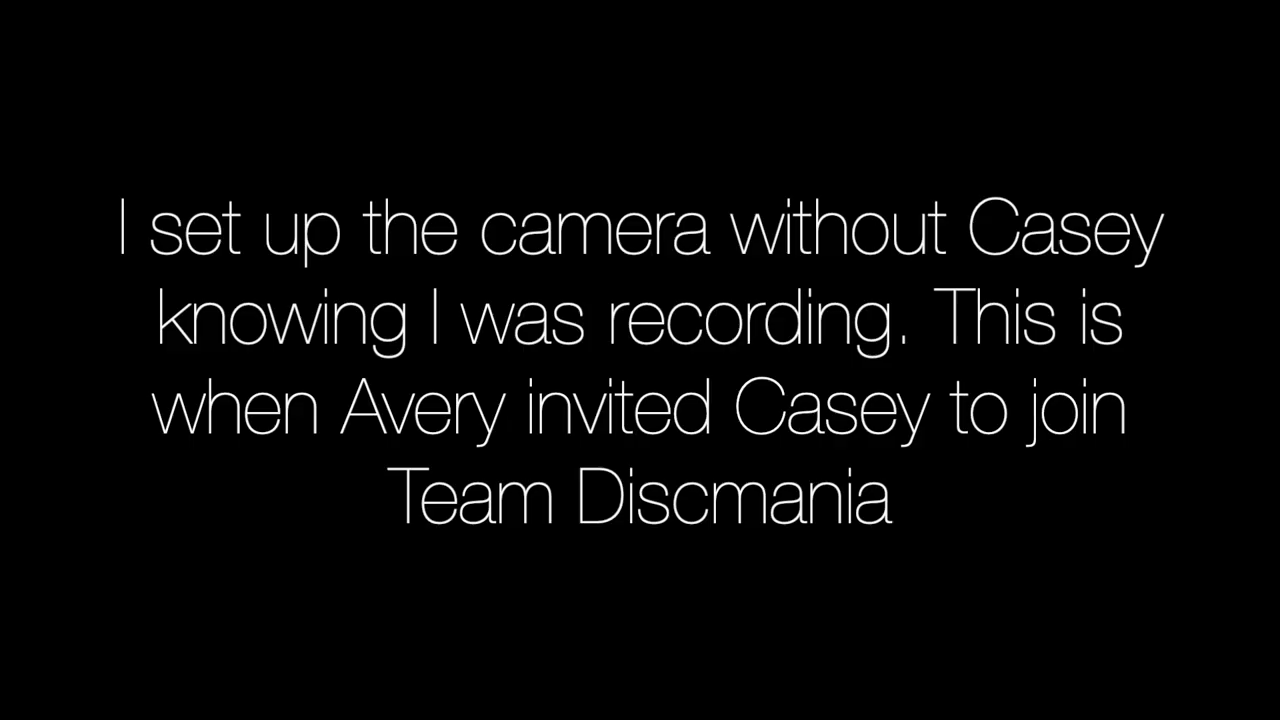 I set up the camera without Casey
knowing I was recording. This is
when Avery invited Casey to join
Team Discmania